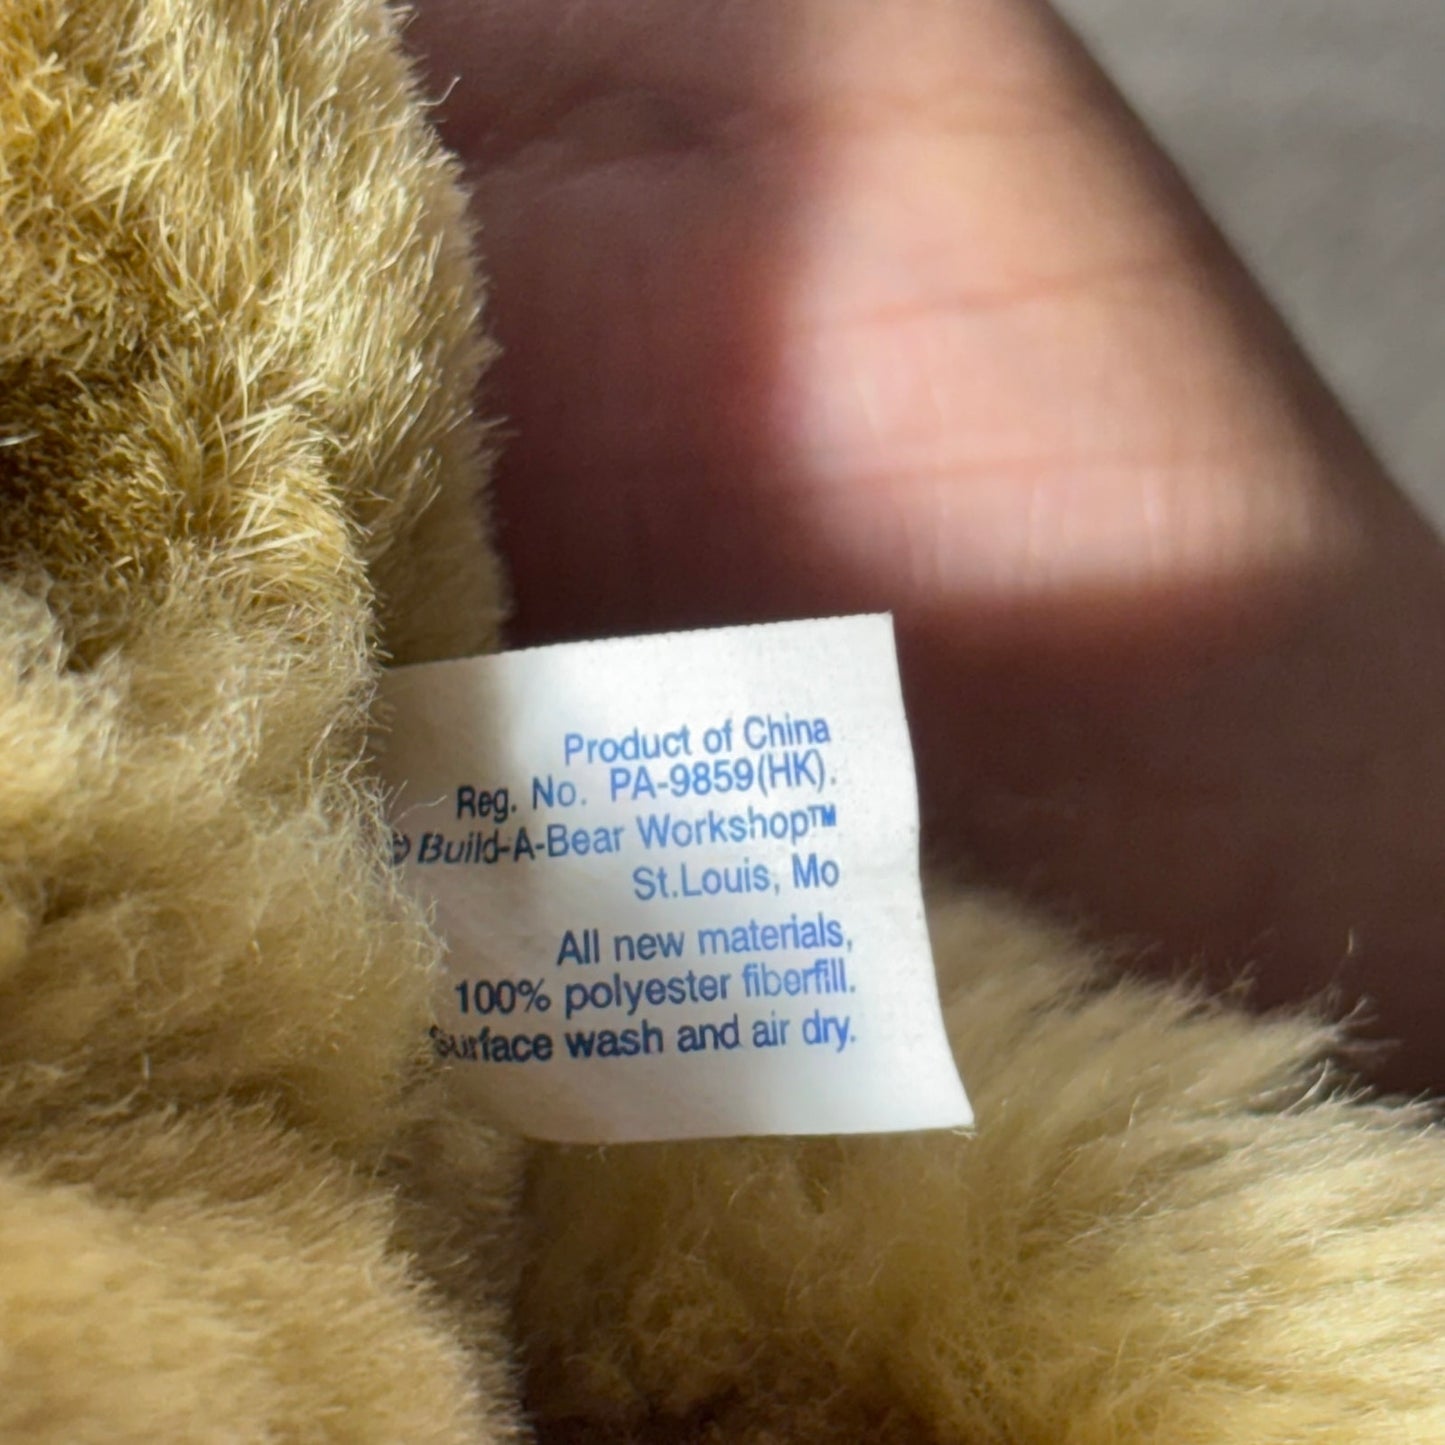 Product of China
Reg. No. PA-9859(HK).
© Build-A-Bear Workshop™
St.Louis, Mo
All new materials,
100% polyester fiberfill.
Surface wash and air dry.